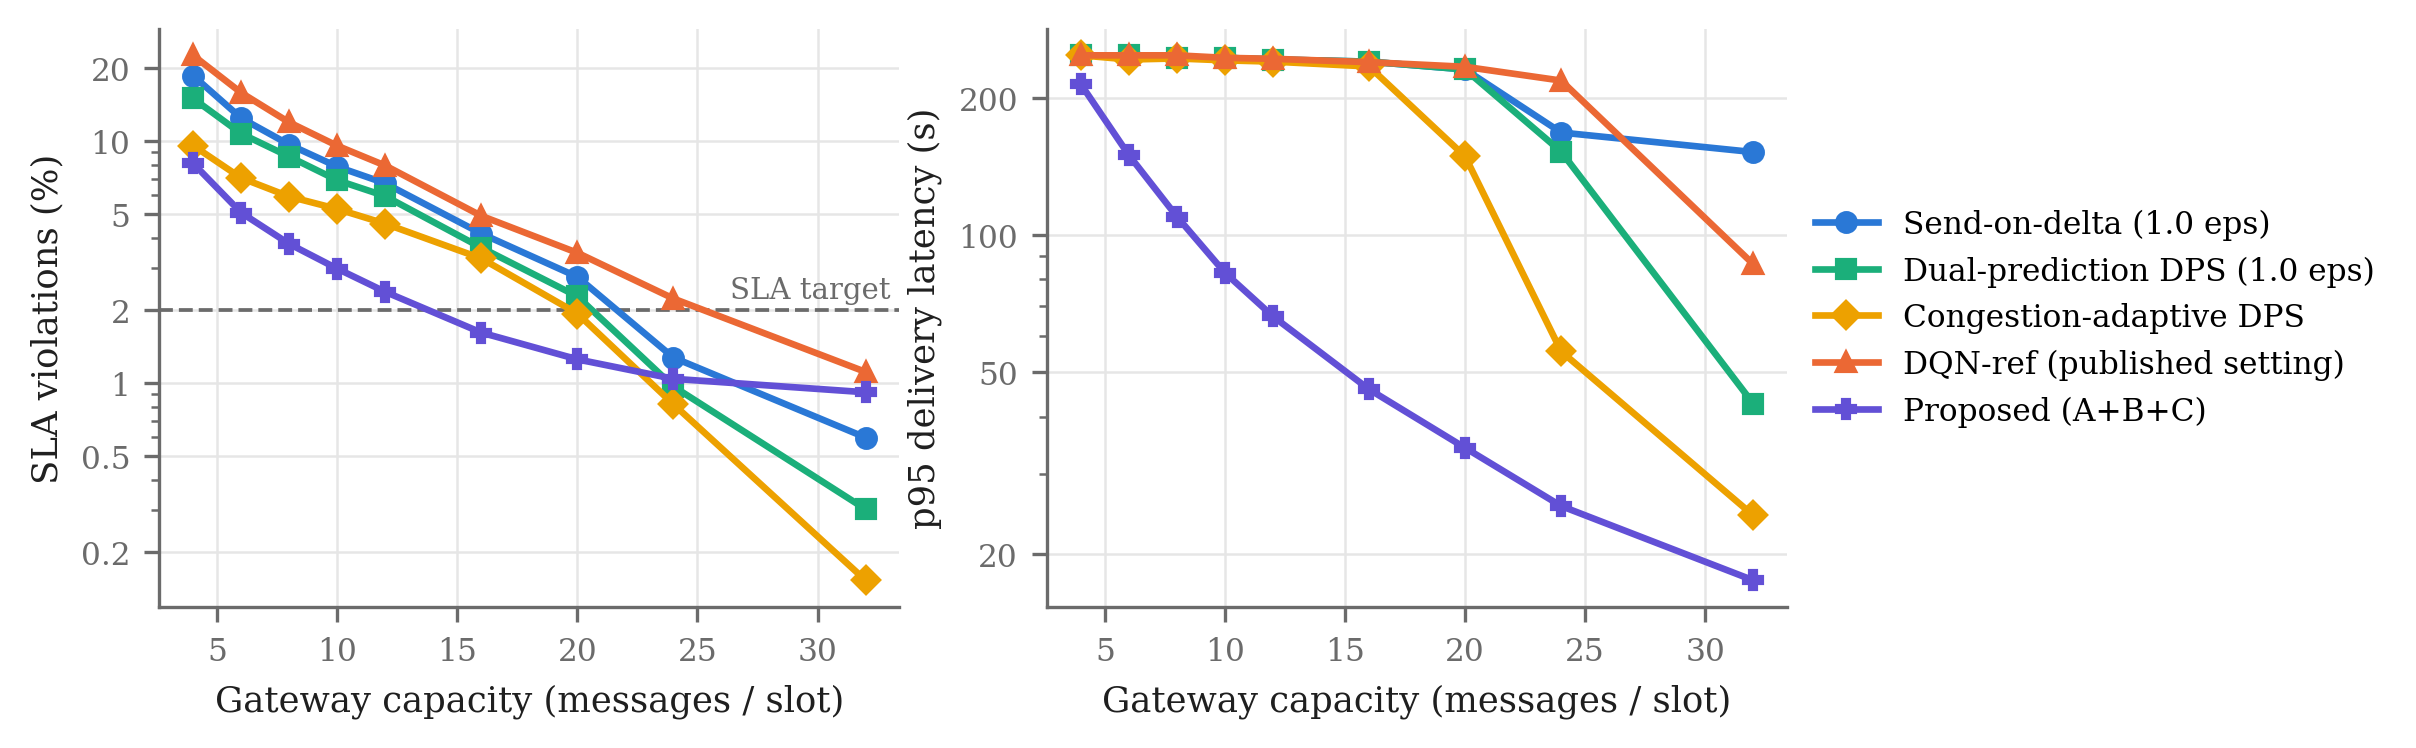 SLA violations (%)
20
10
5
2
1
0.5
0.2
SLA target
5 10 15 20 25 30
Gateway capacity (messages / slot)
p95 delivery latency (s)
200
100
50
20
5 10 15 20 25 30
Gateway capacity (messages / slot)
Send-on-delta (1.0 eps)
Dual-prediction DPS (1.0 eps)
Congestion-adaptive DPS
DQN-ref (published setting)
Proposed (A+B+C)